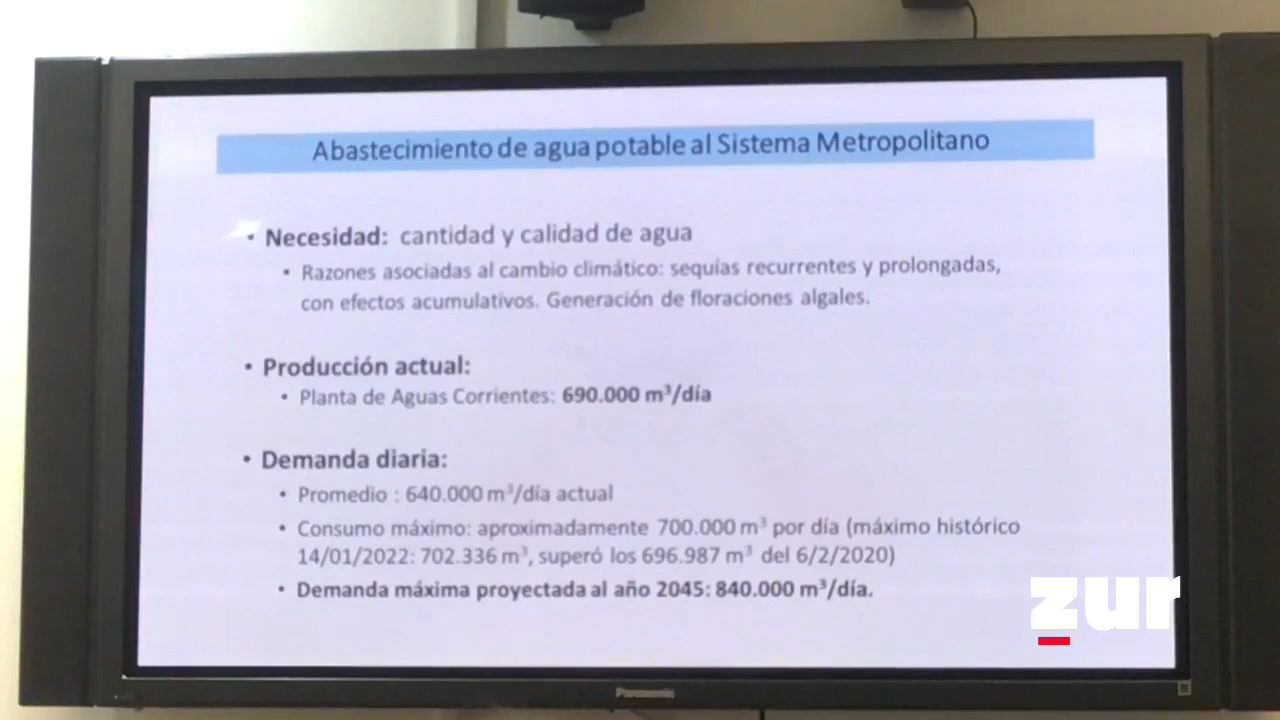 Abastecimiento de agua potable al Sistema Metropolitano
• Necesidad: cantidad y calidad de agua
• Razones asociadas al cambio climático: sequías recurrentes y prolongadas,
con efectos acumulativos. Generación de floraciones algales.
• Producción actual:
• Planta de Aguas Corrientes: 690.000 m³/día
• Demanda diaria:
• Promedio : 640.000 m³/día actual
• Consumo máximo: aproximadamente 700.000 m³ por día (máximo histórico
14/01/2022: 702.336 m³, superó los 696.987 m³ del 6/2/2020)
• Demanda máxima proyectada al año 2045: 840.000 m³/día.
zur
Panasonic